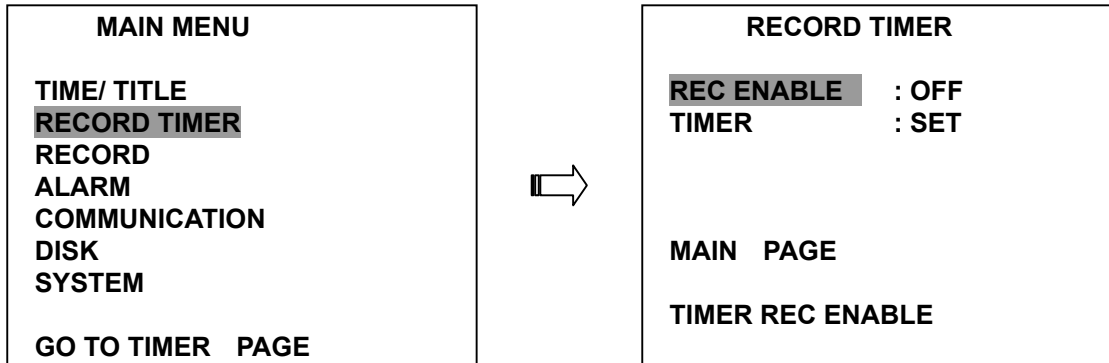 MAIN MENU
TIME/ TITLE
RECORD TIMER
RECORD
ALARM
COMMUNICATION
DISK
SYSTEM
GO TO TIMER PAGE
RECORD TIMER
REC ENABLE : OFF
TIMER : SET
MAIN PAGE
TIMER REC ENABLE